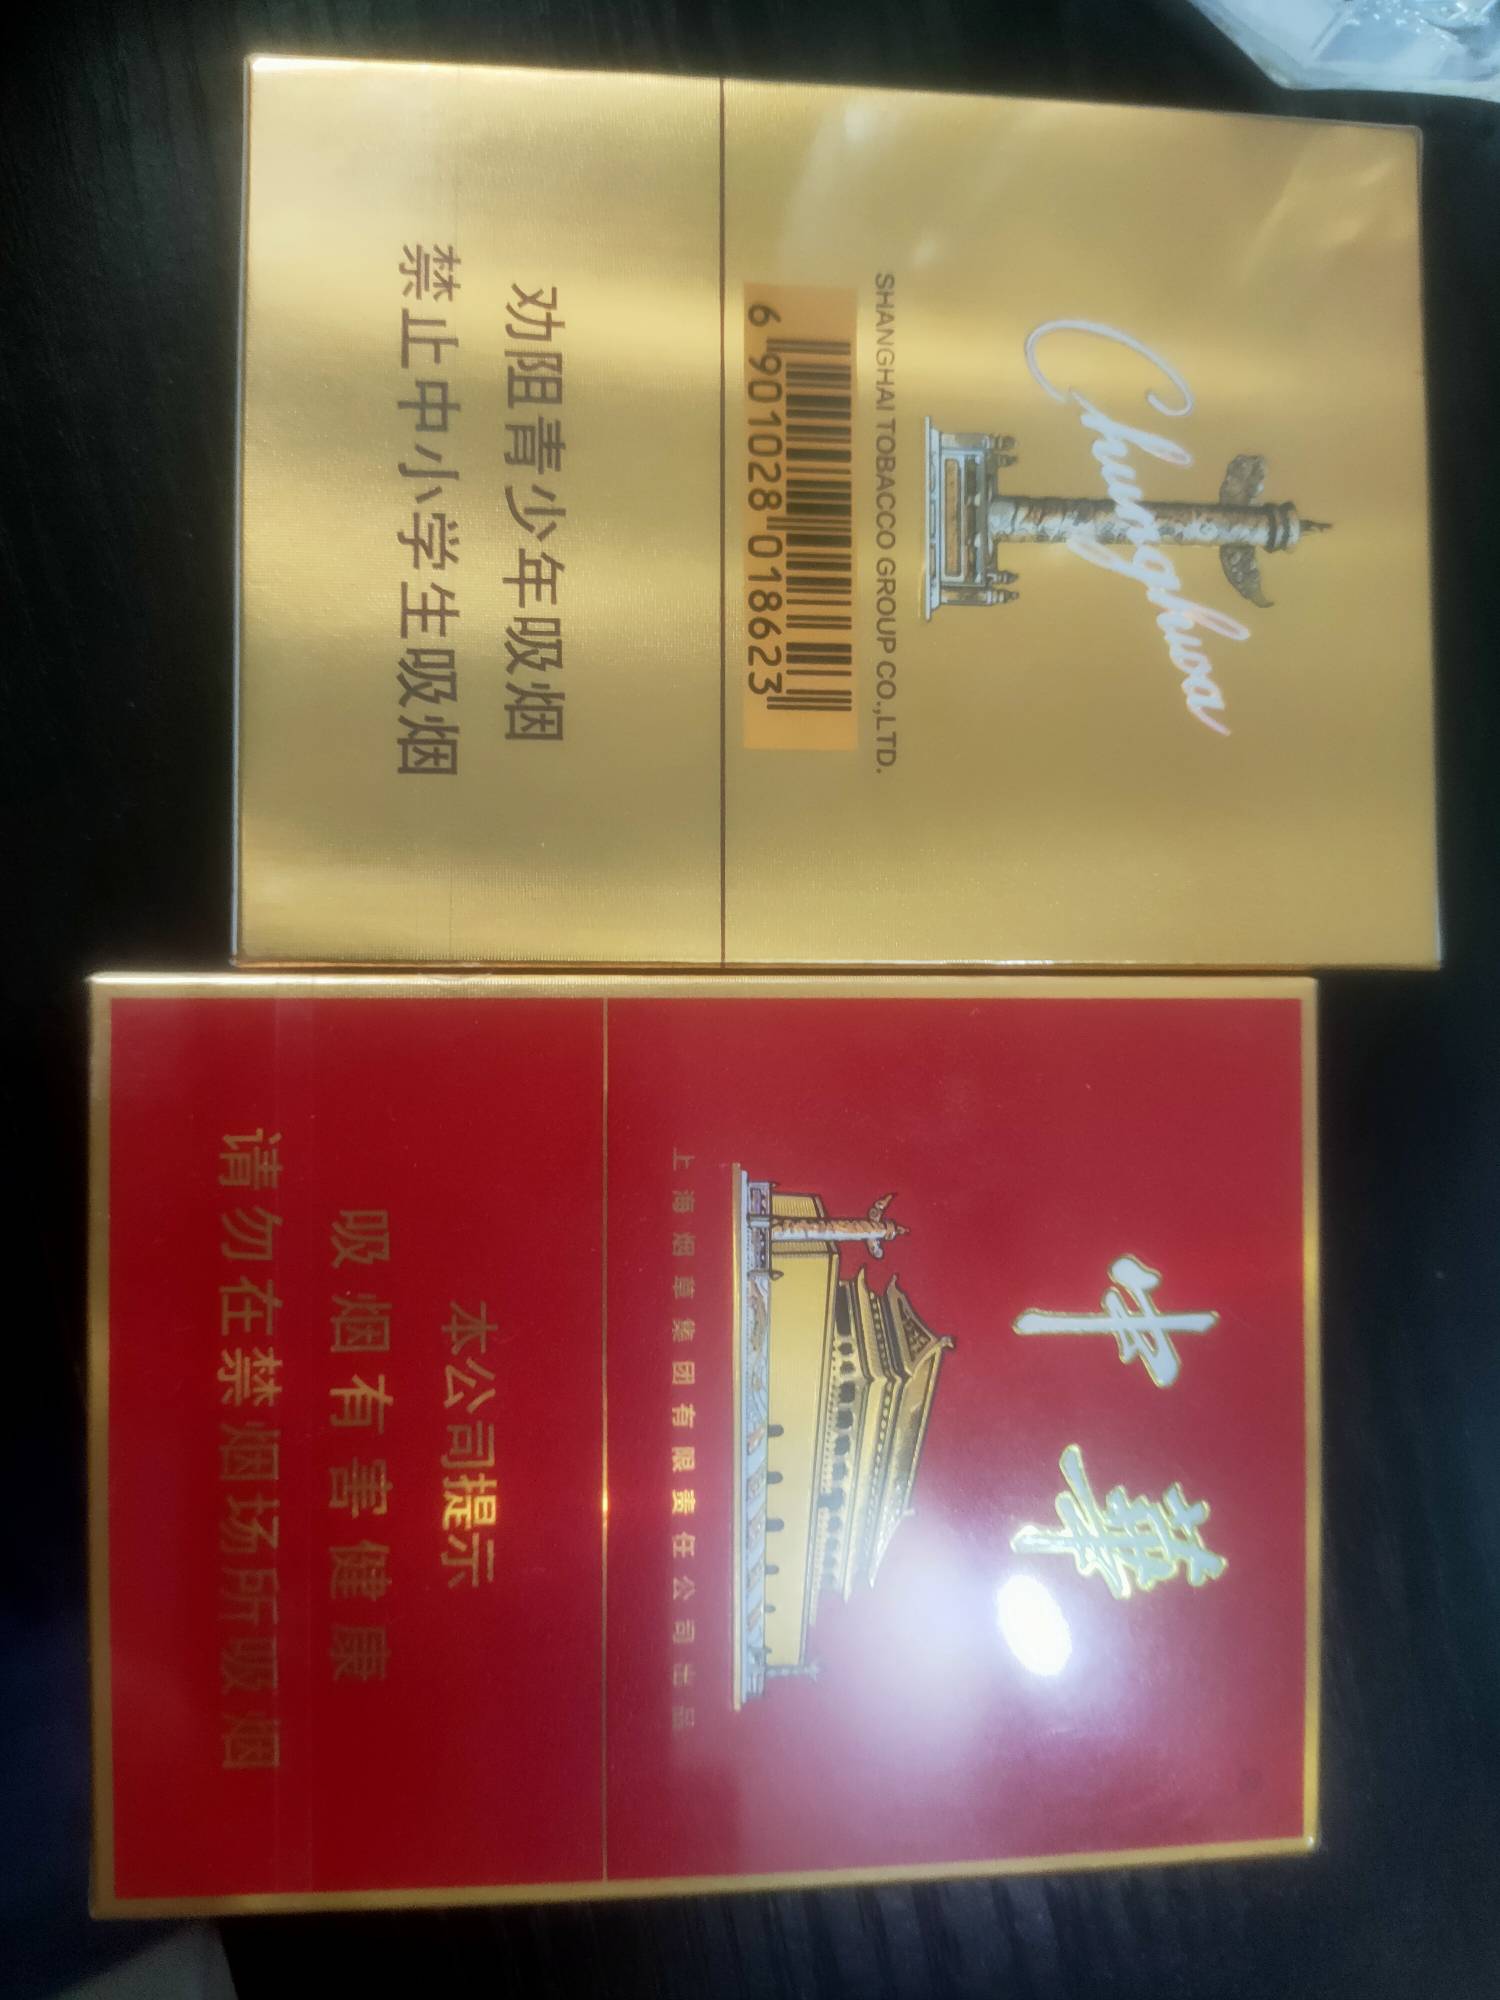 Chunghwa
SHANGHAI TOBACCO GROUP CO.,LTD.
6 901028 018623
劝阻青少年吸烟
禁止中小学生吸烟
中華
上海烟草集团有限责任公司出品
本公司提示
吸烟有害健康
请勿在禁烟场所吸烟